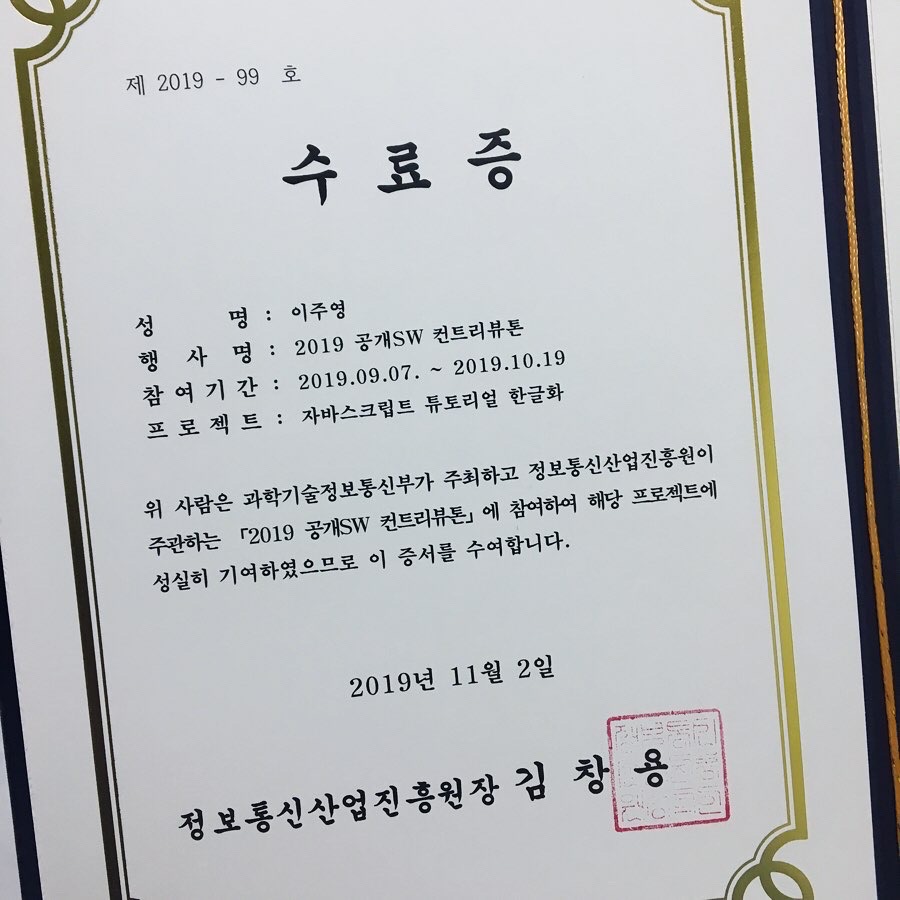 제 2019 - 99 호
수 료 증
성 명 : 이주영
행 사 명 : 2019 공개SW 컨트리뷰톤
참 여 기 간 : 2019.09.07. ~ 2019.10.19
프 로 젝 트 : 자바스크립트 튜토리얼 한글화
위 사람은 과학기술정보통신부가 주최하고 정보통신산업진흥원이
주관하는 「2019 공개SW 컨트리뷰톤」에 참여하여 해당 프로젝트에
성실히 기여하였으므로 이 증서를 수여합니다.
2019년 11월 2일
정보통신산업진흥원장 김 창 용